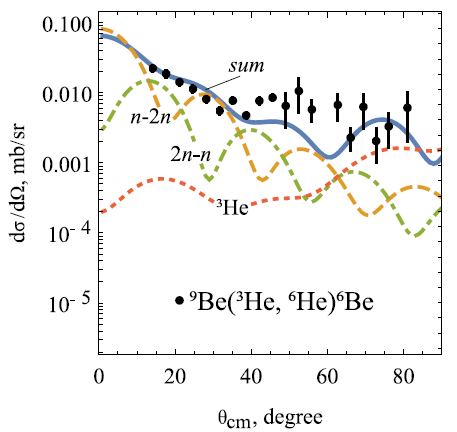 0.100
0.010
0.001
10⁻⁴
10⁻⁵
dσ/dΩ, mb/sr
sum
n-2n
2n-n
³He
⁹Be(³He, ⁶He)⁶Be
0 20 40 60 80
θcm, degree